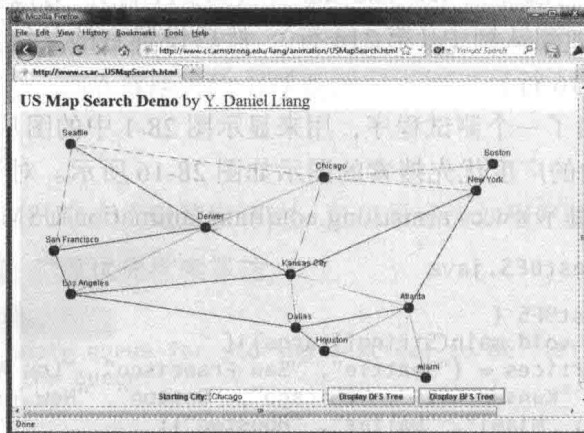 Mozilla Firefox
File Edit View History Bookmarks Tools Help
http://www.cs.armstrong.edu/liang/animation/USMapSearch.html
Yahoo! Search
http://www.cs.ar...USMapSearch.html
US Map Search Demo by Y. Daniel Liang
Seattle
Boston
Chicago
New York
Denver
San Francisco
Kansas City
Los Angeles
Atlanta
Dallas
Houston
Miami
Starting City: Chicago Display DFS Tree Display BFS Tree
Done